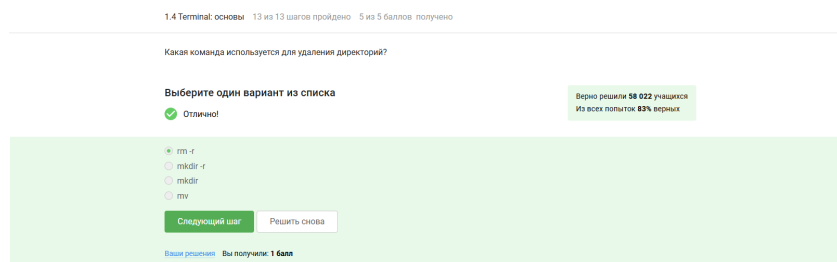 1.4 Terminal: основы 13 из 13 шагов пройдено 5 из 5 баллов получено
Какая команда используется для удаления директорий?
Выберите один вариант из списка
Верно решили 58 022 учащихся
Из всех попыток 83% верных
Отлично!
rm -r
mkdir -r
mkdir
mv
Следующий шаг Решить снова
Ваши решения Вы получили: 1 балл